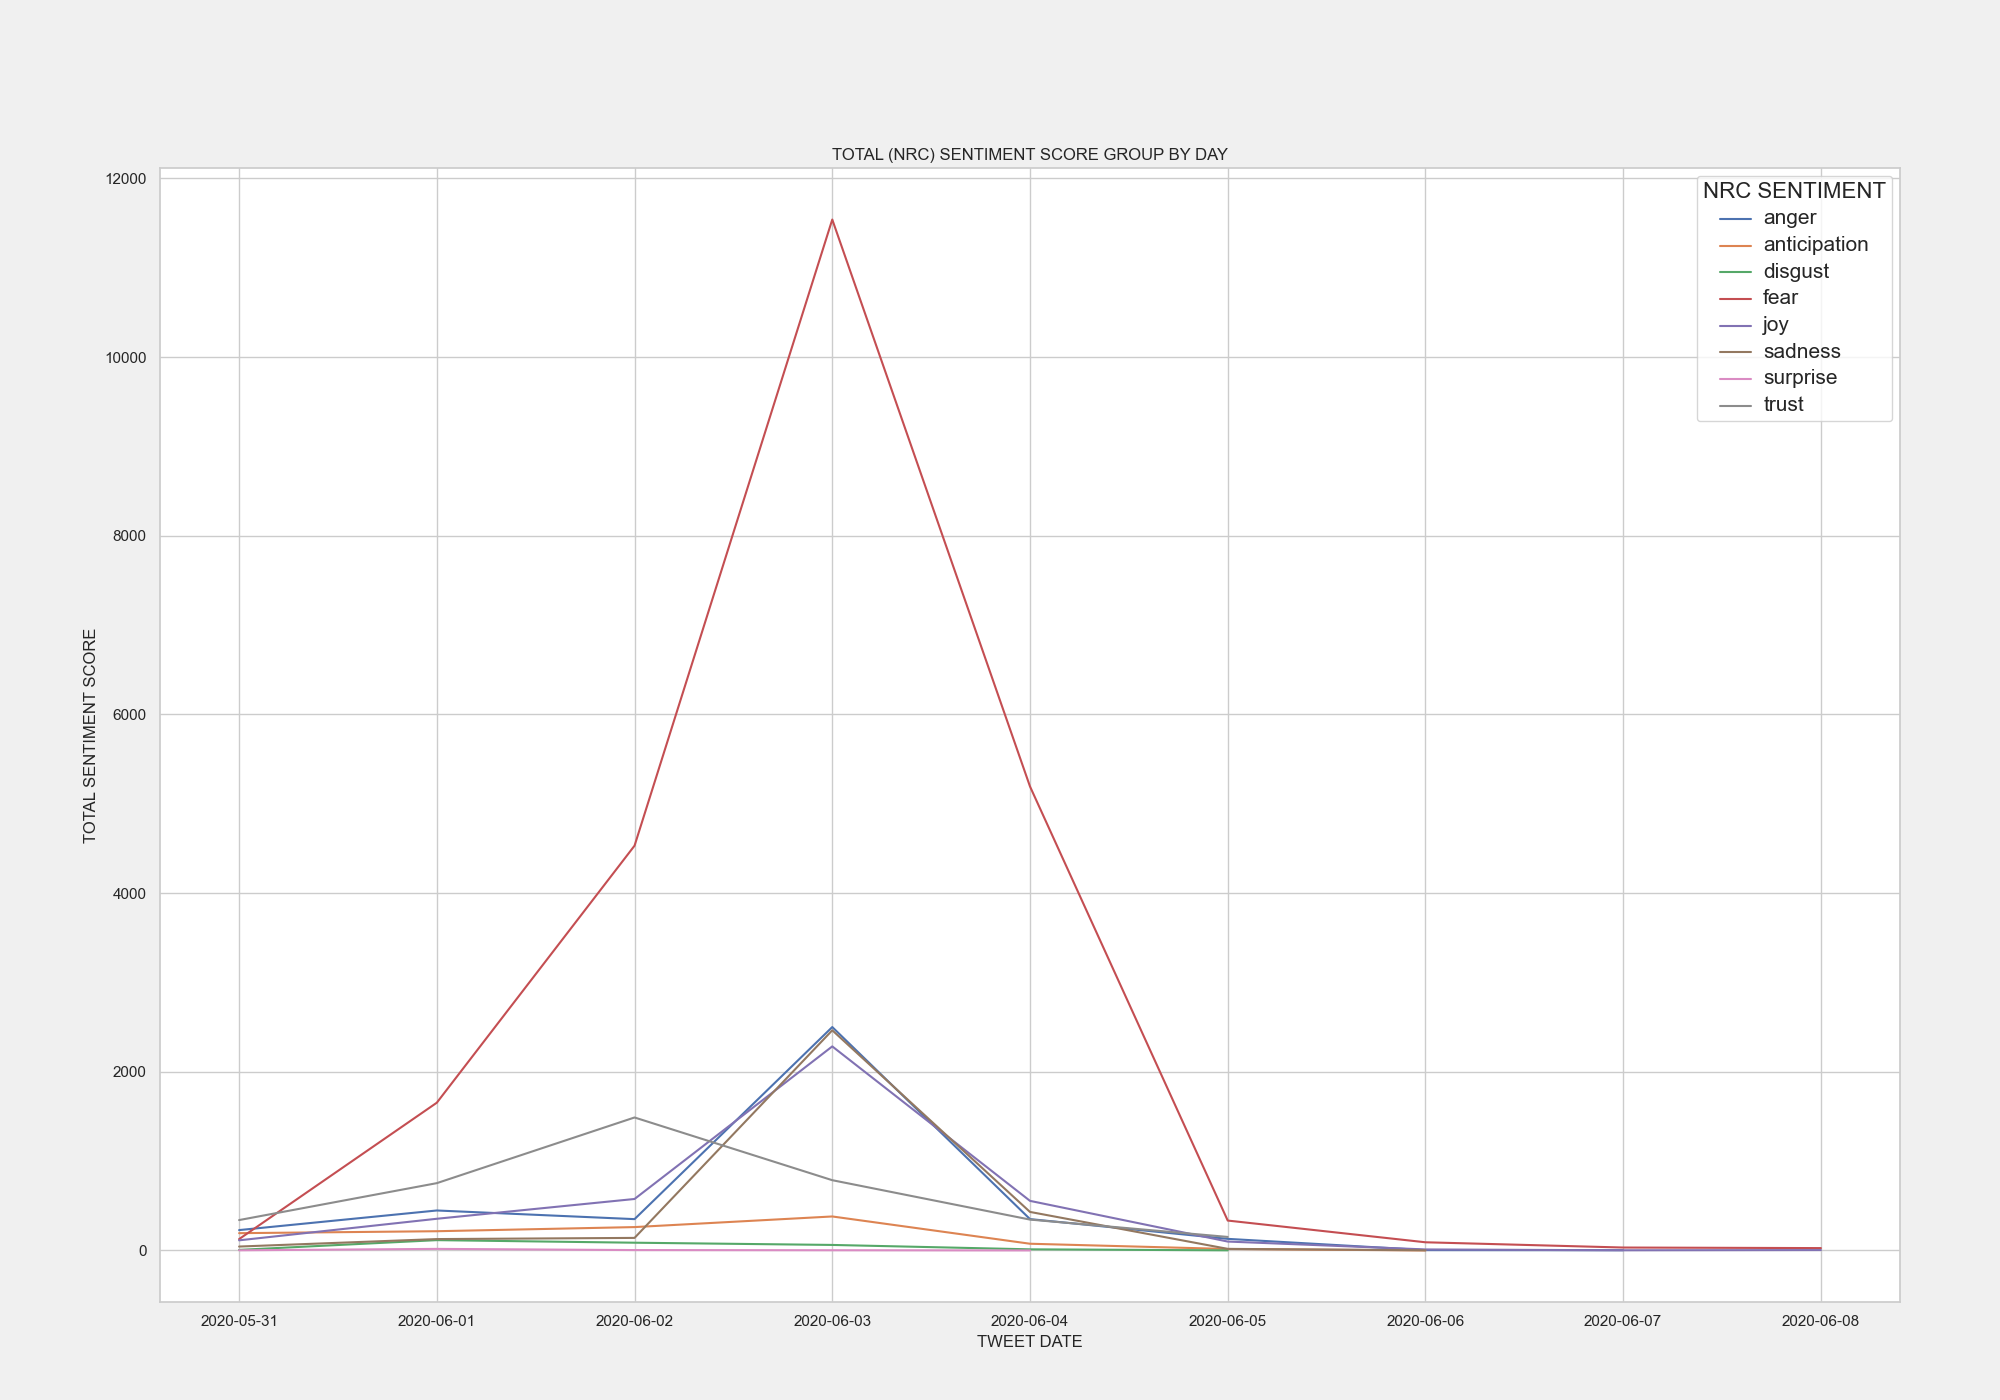 TOTAL (NRC) SENTIMENT SCORE GROUP BY DAY
NRC SENTIMENT
anger
anticipation
disgust
fear
joy
sadness
surprise
trust
TOTAL SENTIMENT SCORE
12000
10000
8000
6000
4000
2000
0
2020-05-31 2020-06-01 2020-06-02 2020-06-03 2020-06-04 2020-06-05 2020-06-06 2020-06-07 2020-06-08
TWEET DATE